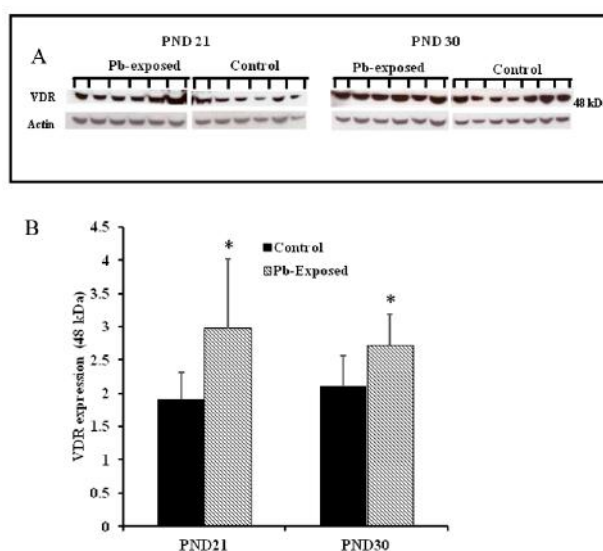 A
PND 21
PND 30
Pb-exposed
Control
Pb-exposed
Control
VDR
48 kDa
Actin
B
VDR expression (48 kDa)
4.5
4
3.5
3
2.5
2
1.5
1
0.5
0
*
*
Control
Pb-Exposed
PND21
PND30